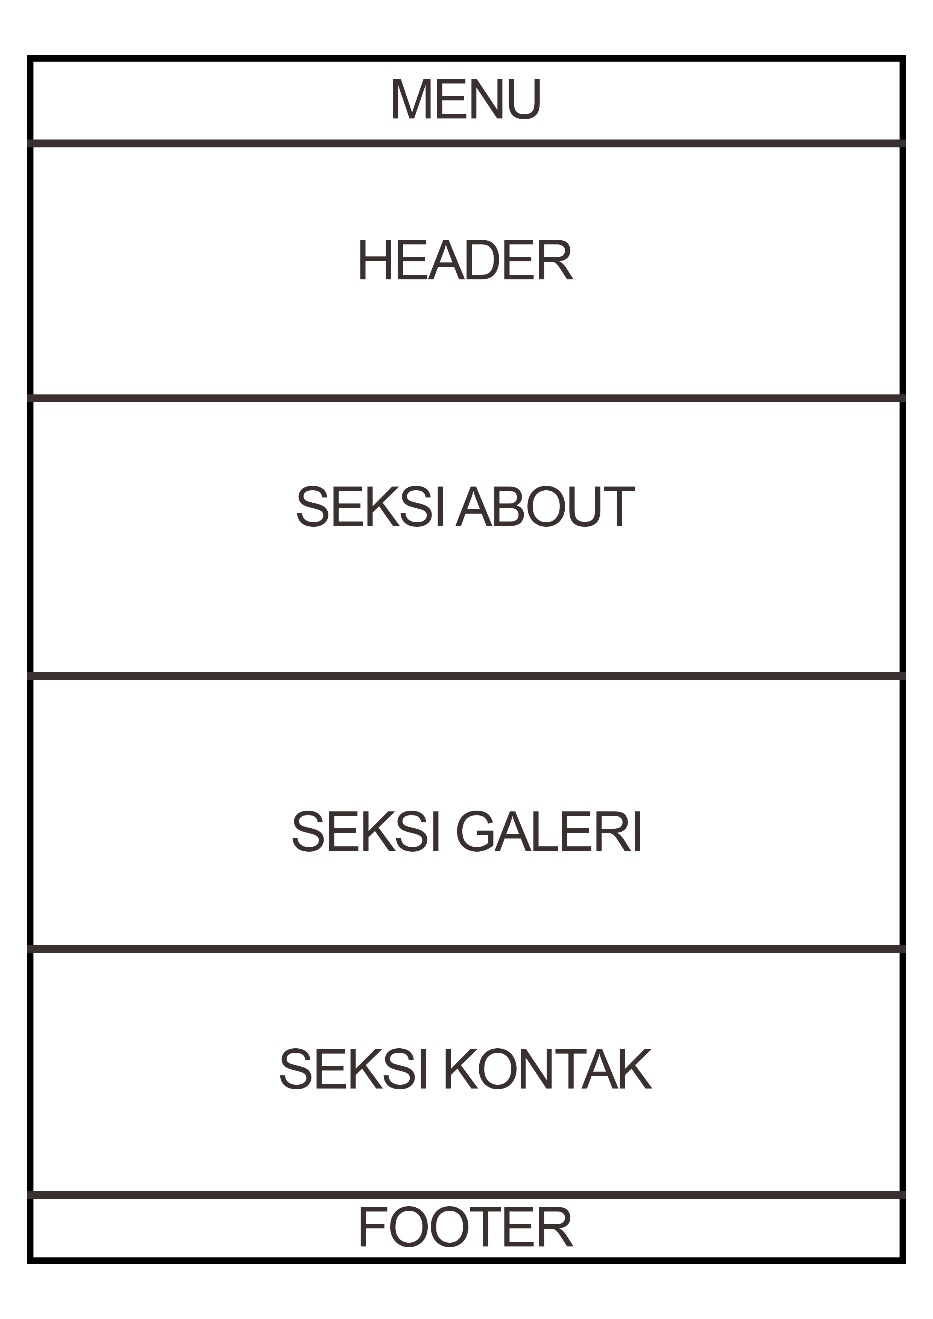 MENU
HEADER
SEKSI ABOUT
SEKSI GALERI
SEKSI KONTAK
FOOTER